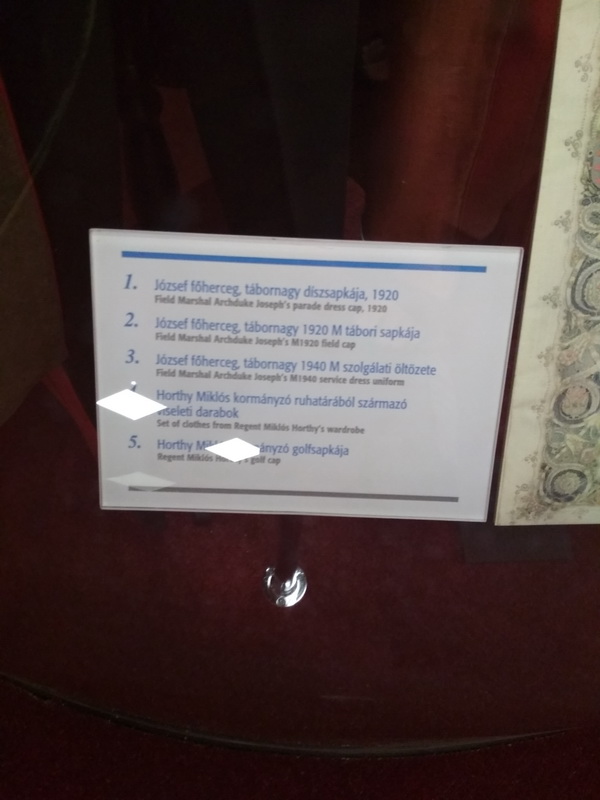 1. József főherceg, tábornagy díszsapkája, 1920
Field Marshal Archduke Joseph's parade dress cap, 1920
2. József főherceg, tábornagy 1920 M tábori sapkája
Field Marshal Archduke Joseph's M1920 field cap
3. József főherceg, tábornagy 1940 M szolgálati öltözete
Field Marshal Archduke Joseph's M1940 service dress uniform
Horthy Miklós kormányzó ruhatárából származó
viseleti darabok
Set of clothes from Regent Miklós Horthy's wardrobe
5. Horthy golfsapkája
Regent Miklós golf cap